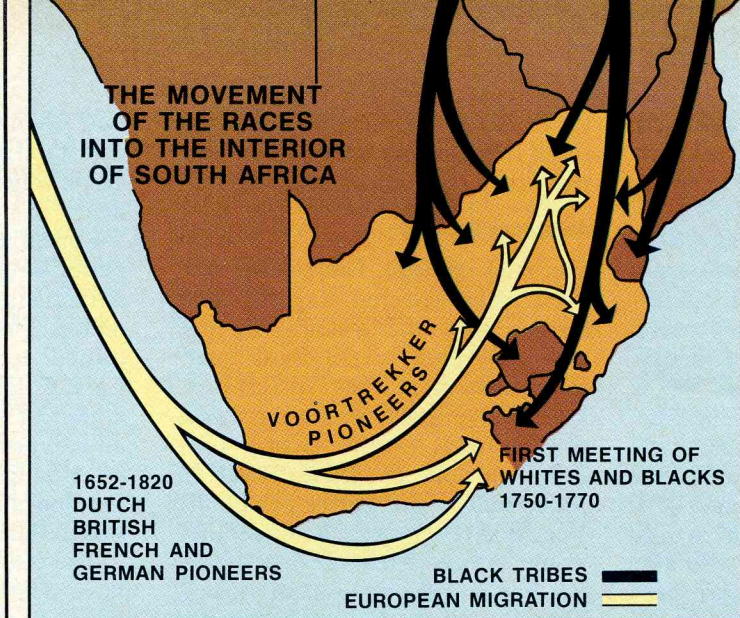 THE MOVEMENT
OF THE RACES
INTO THE INTERIOR
OF SOUTH AFRICA
VOORTREKKER
PIONEERS
1652-1820
DUTCH
BRITISH
FRENCH AND
GERMAN PIONEERS
FIRST MEETING OF
WHITES AND BLACKS
1750-1770
BLACK TRIBES
EUROPEAN MIGRATION